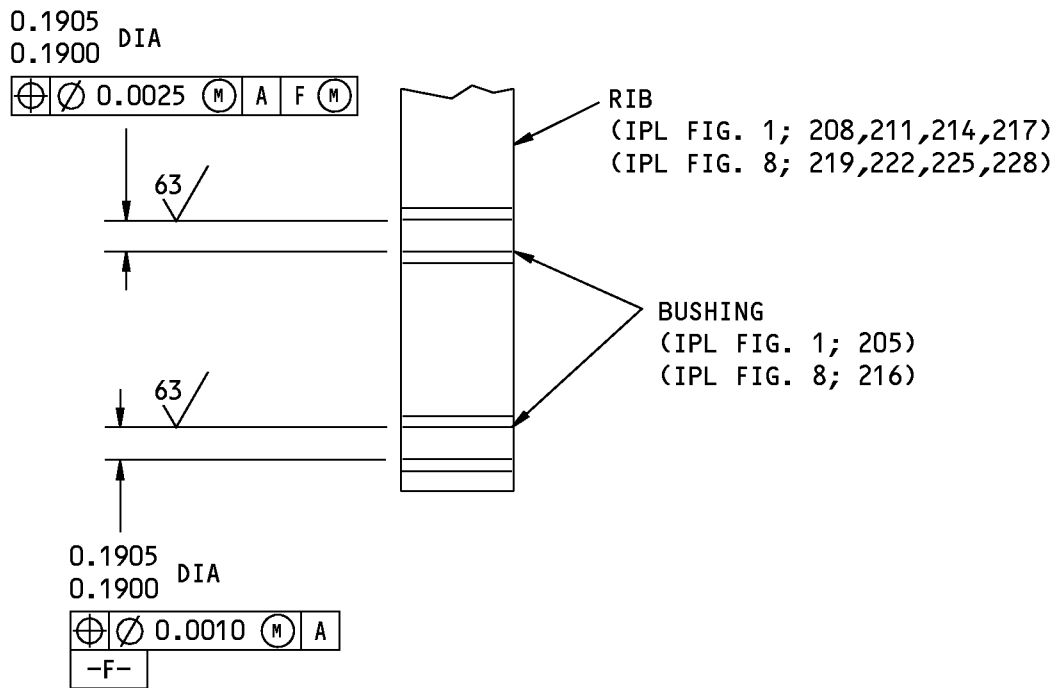 0.1905
0.1900 DIA
⌖ ∅ 0.0025 Ⓜ A F Ⓜ
RIB
(IPL FIG. 1; 208,211,214,217)
(IPL FIG. 8; 219,222,225,228)
63
BUSHING
(IPL FIG. 1; 205)
(IPL FIG. 8; 216)
63
0.1905
0.1900 DIA
⌖ ∅ 0.0010 Ⓜ A
-F-